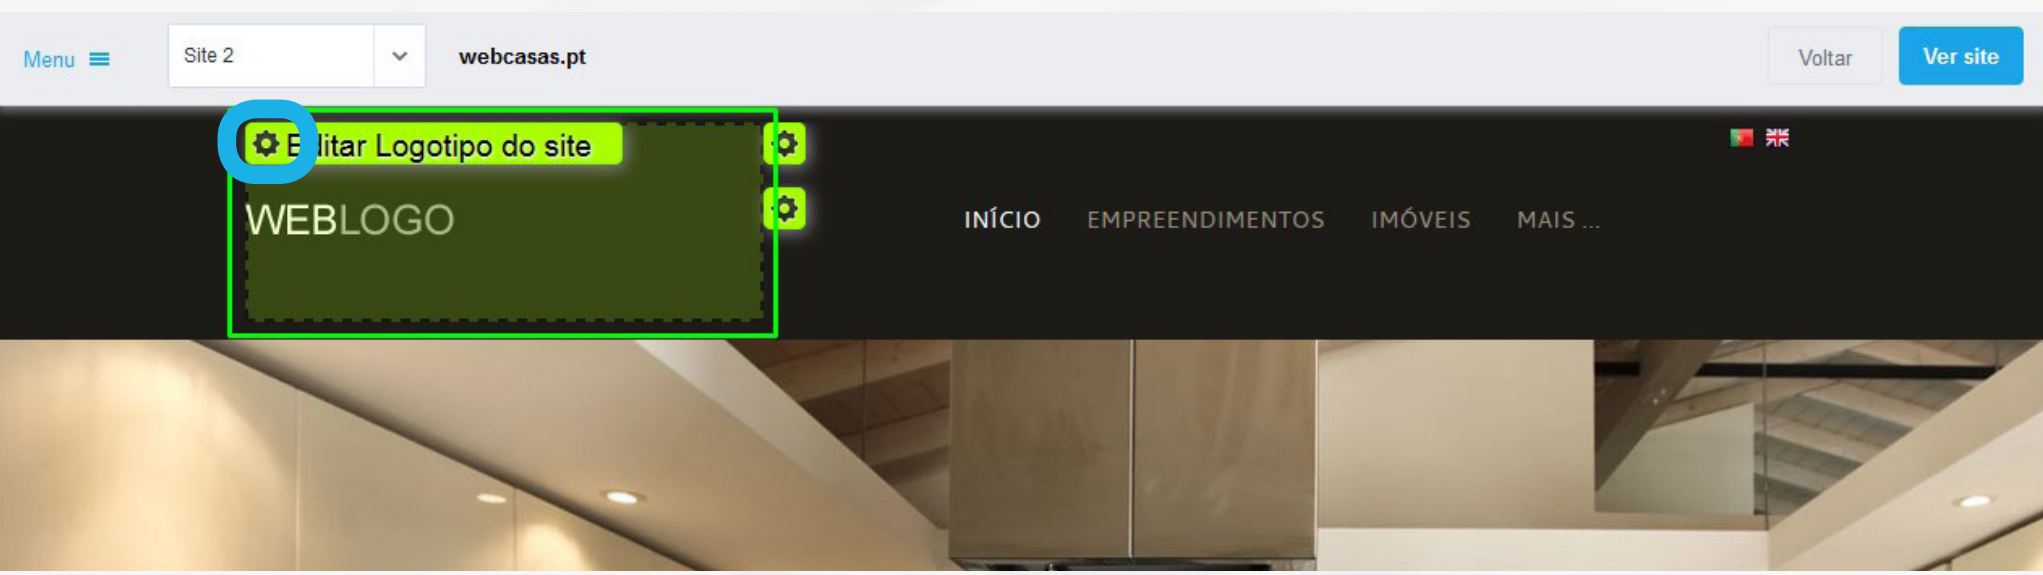 Menu
Site 2
webcasas.pt
Voltar
Ver site
Editar Logotipo do site
WEBLOGO
INÍCIO
EMPREENDIMENTOS
IMÓVEIS
MAIS ...